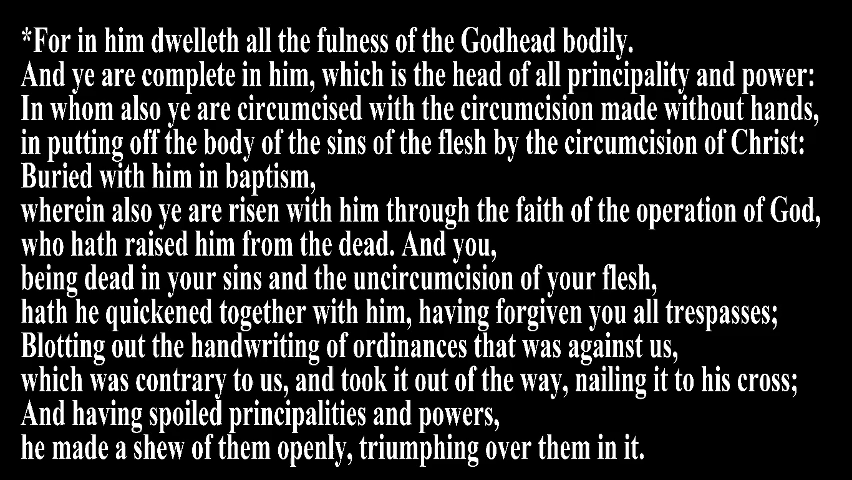 *For in him dwelleth all the fulness of the Godhead bodily.
And ye are complete in him, which is the head of all principality and power:
In whom also ye are circumcised with the circumcision made without hands,
in putting off the body of the sins of the flesh by the circumcision of Christ:
Buried with him in baptism,
wherein also ye are risen with him through the faith of the operation of God,
who hath raised him from the dead. And you,
being dead in your sins and the uncircumcision of your flesh,
hath he quickened together with him, having forgiven you all trespasses;
Blotting out the handwriting of ordinances that was against us,
which was contrary to us, and took it out of the way, nailing it to his cross;
And having spoiled principalities and powers,
he made a shew of them openly, triumphing over them in it.